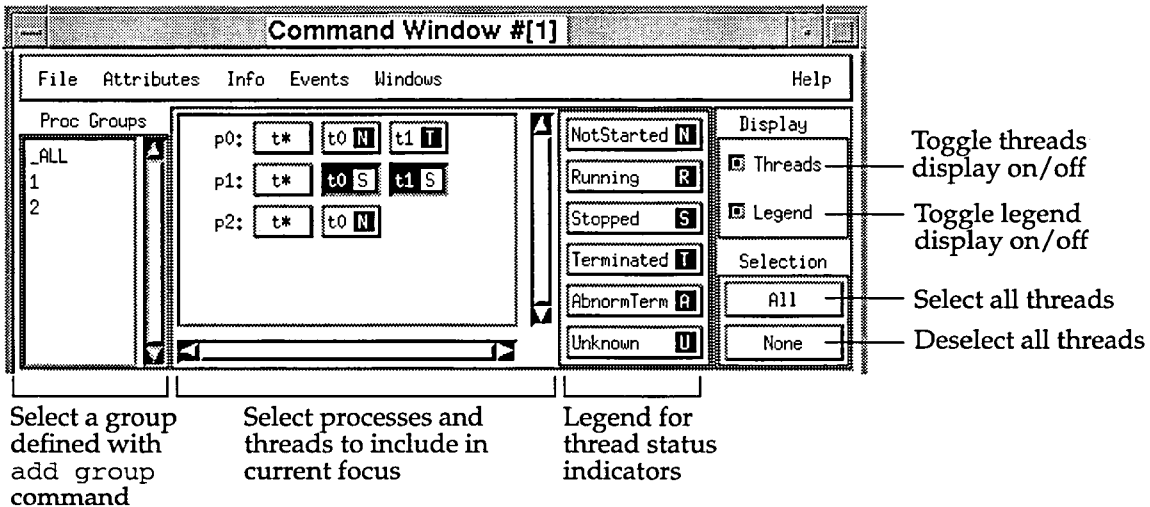 Command Window #[1]
File Attributes Info Events Windows Help
Proc Groups
_ALL
1
2
p0: t* t0 N t1 T
p1: t* t0 S t1 S
p2: t* t0 N
NotStarted N
Running R
Stopped S
Terminated T
AbnormTerm A
Unknown U
Display
Threads
Legend
Selection
All
None
Toggle threads
display on/off
Toggle legend
display on/off
Select all threads
Deselect all threads
Select a group
defined with
add group
command
Select processes and
threads to include in
current focus
Legend for
thread status
indicators